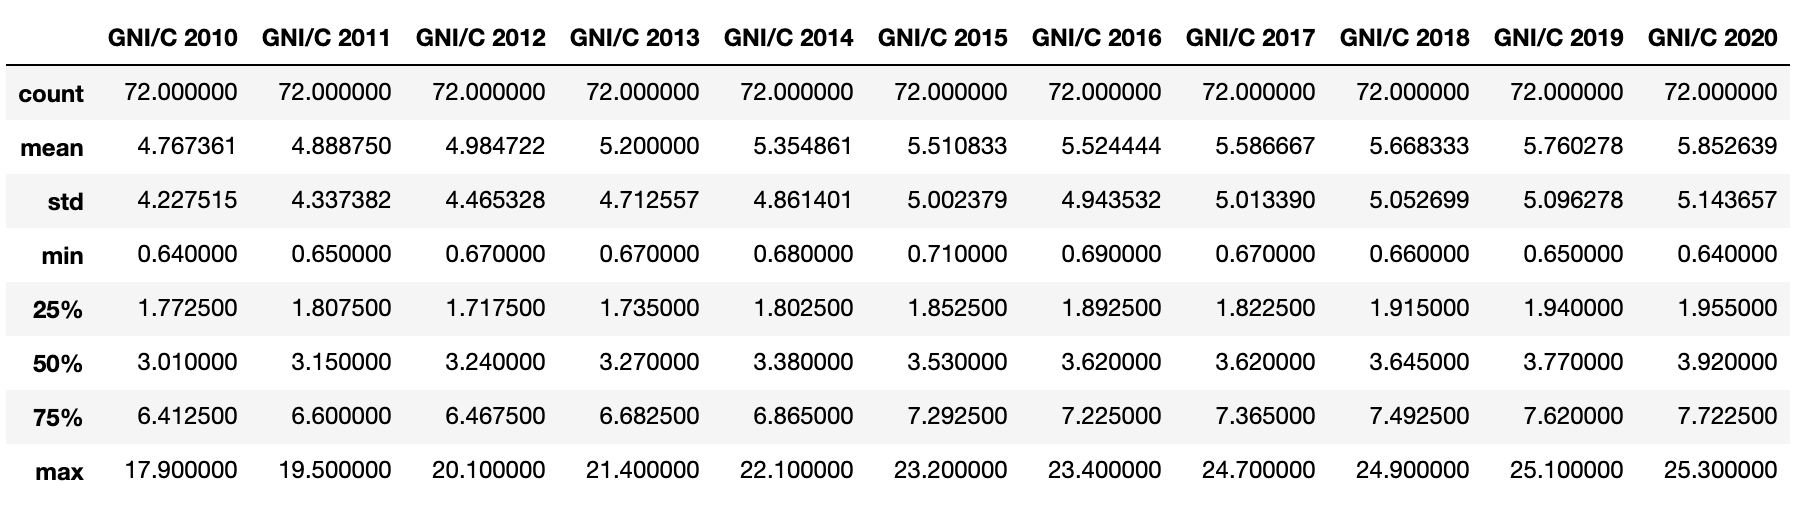 GNI/C 2010 GNI/C 2011 GNI/C 2012 GNI/C 2013 GNI/C 2014 GNI/C 2015 GNI/C 2016 GNI/C 2017 GNI/C 2018 GNI/C 2019 GNI/C 2020
count 72.000000 72.000000 72.000000 72.000000 72.000000 72.000000 72.000000 72.000000 72.000000 72.000000 72.000000
mean 4.767361 4.888750 4.984722 5.200000 5.354861 5.510833 5.524444 5.586667 5.668333 5.760278 5.852639
std 4.227515 4.337382 4.465328 4.712557 4.861401 5.002379 4.943532 5.013390 5.052699 5.096278 5.143657
min 0.640000 0.650000 0.670000 0.670000 0.680000 0.710000 0.690000 0.670000 0.660000 0.650000 0.640000
25% 1.772500 1.807500 1.717500 1.735000 1.802500 1.852500 1.892500 1.822500 1.915000 1.940000 1.955000
50% 3.010000 3.150000 3.240000 3.270000 3.380000 3.530000 3.620000 3.620000 3.645000 3.770000 3.920000
75% 6.412500 6.600000 6.467500 6.682500 6.865000 7.292500 7.225000 7.365000 7.492500 7.620000 7.722500
max 17.900000 19.500000 20.100000 21.400000 22.100000 23.200000 23.400000 24.700000 24.900000 25.100000 25.300000